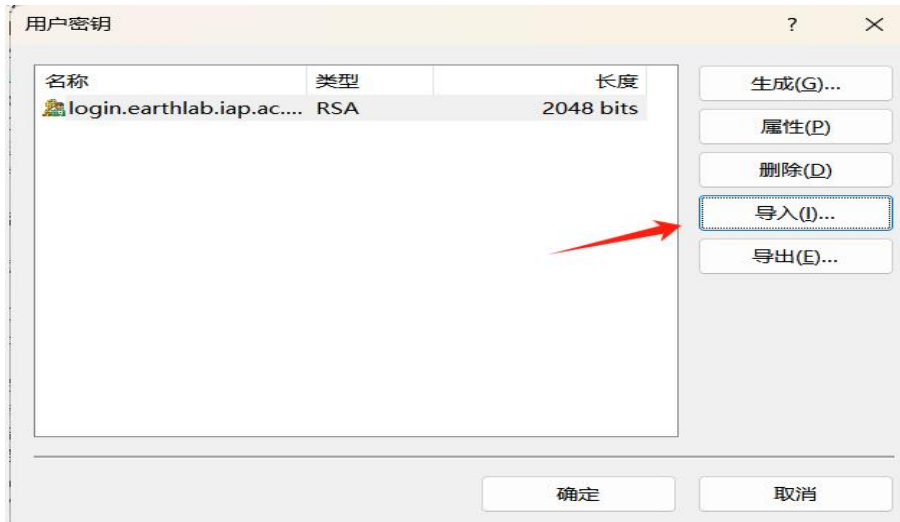 用户密钥
? ×
名称 类型 长度
login.earthlab.iap.ac.... RSA 2048 bits
生成(G)...
属性(P)
删除(D)
导入(I)...
导出(E)...
确定 取消